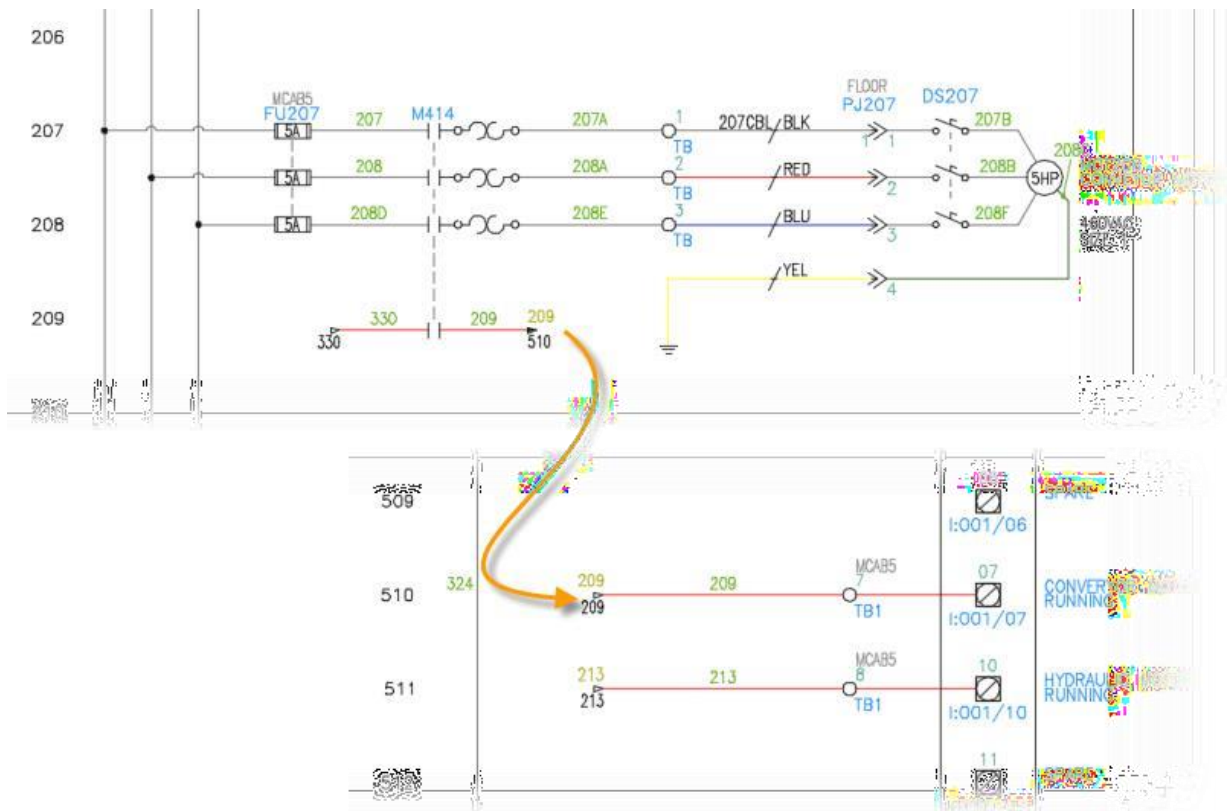 206
MCAB5
FU207
207
M414
207A
1
207CBL/BLK
FLOOR
PJ207
DS207
207B
207
5A
TB
1
1
5A
208
208A
2
TB
RED
2
208B
5HP
208
5A
208D
208E
3
TB
BLU
3
208F
YEL
4
209
330
330
209
209
510
509
SPARE
I:001/06
510
324
209
209
209
MCAB5
7
TB1
07
I:001/07
RUNNING
511
213
213
213
MCAB5
8
TB1
10
I:001/10
RUNNING
11